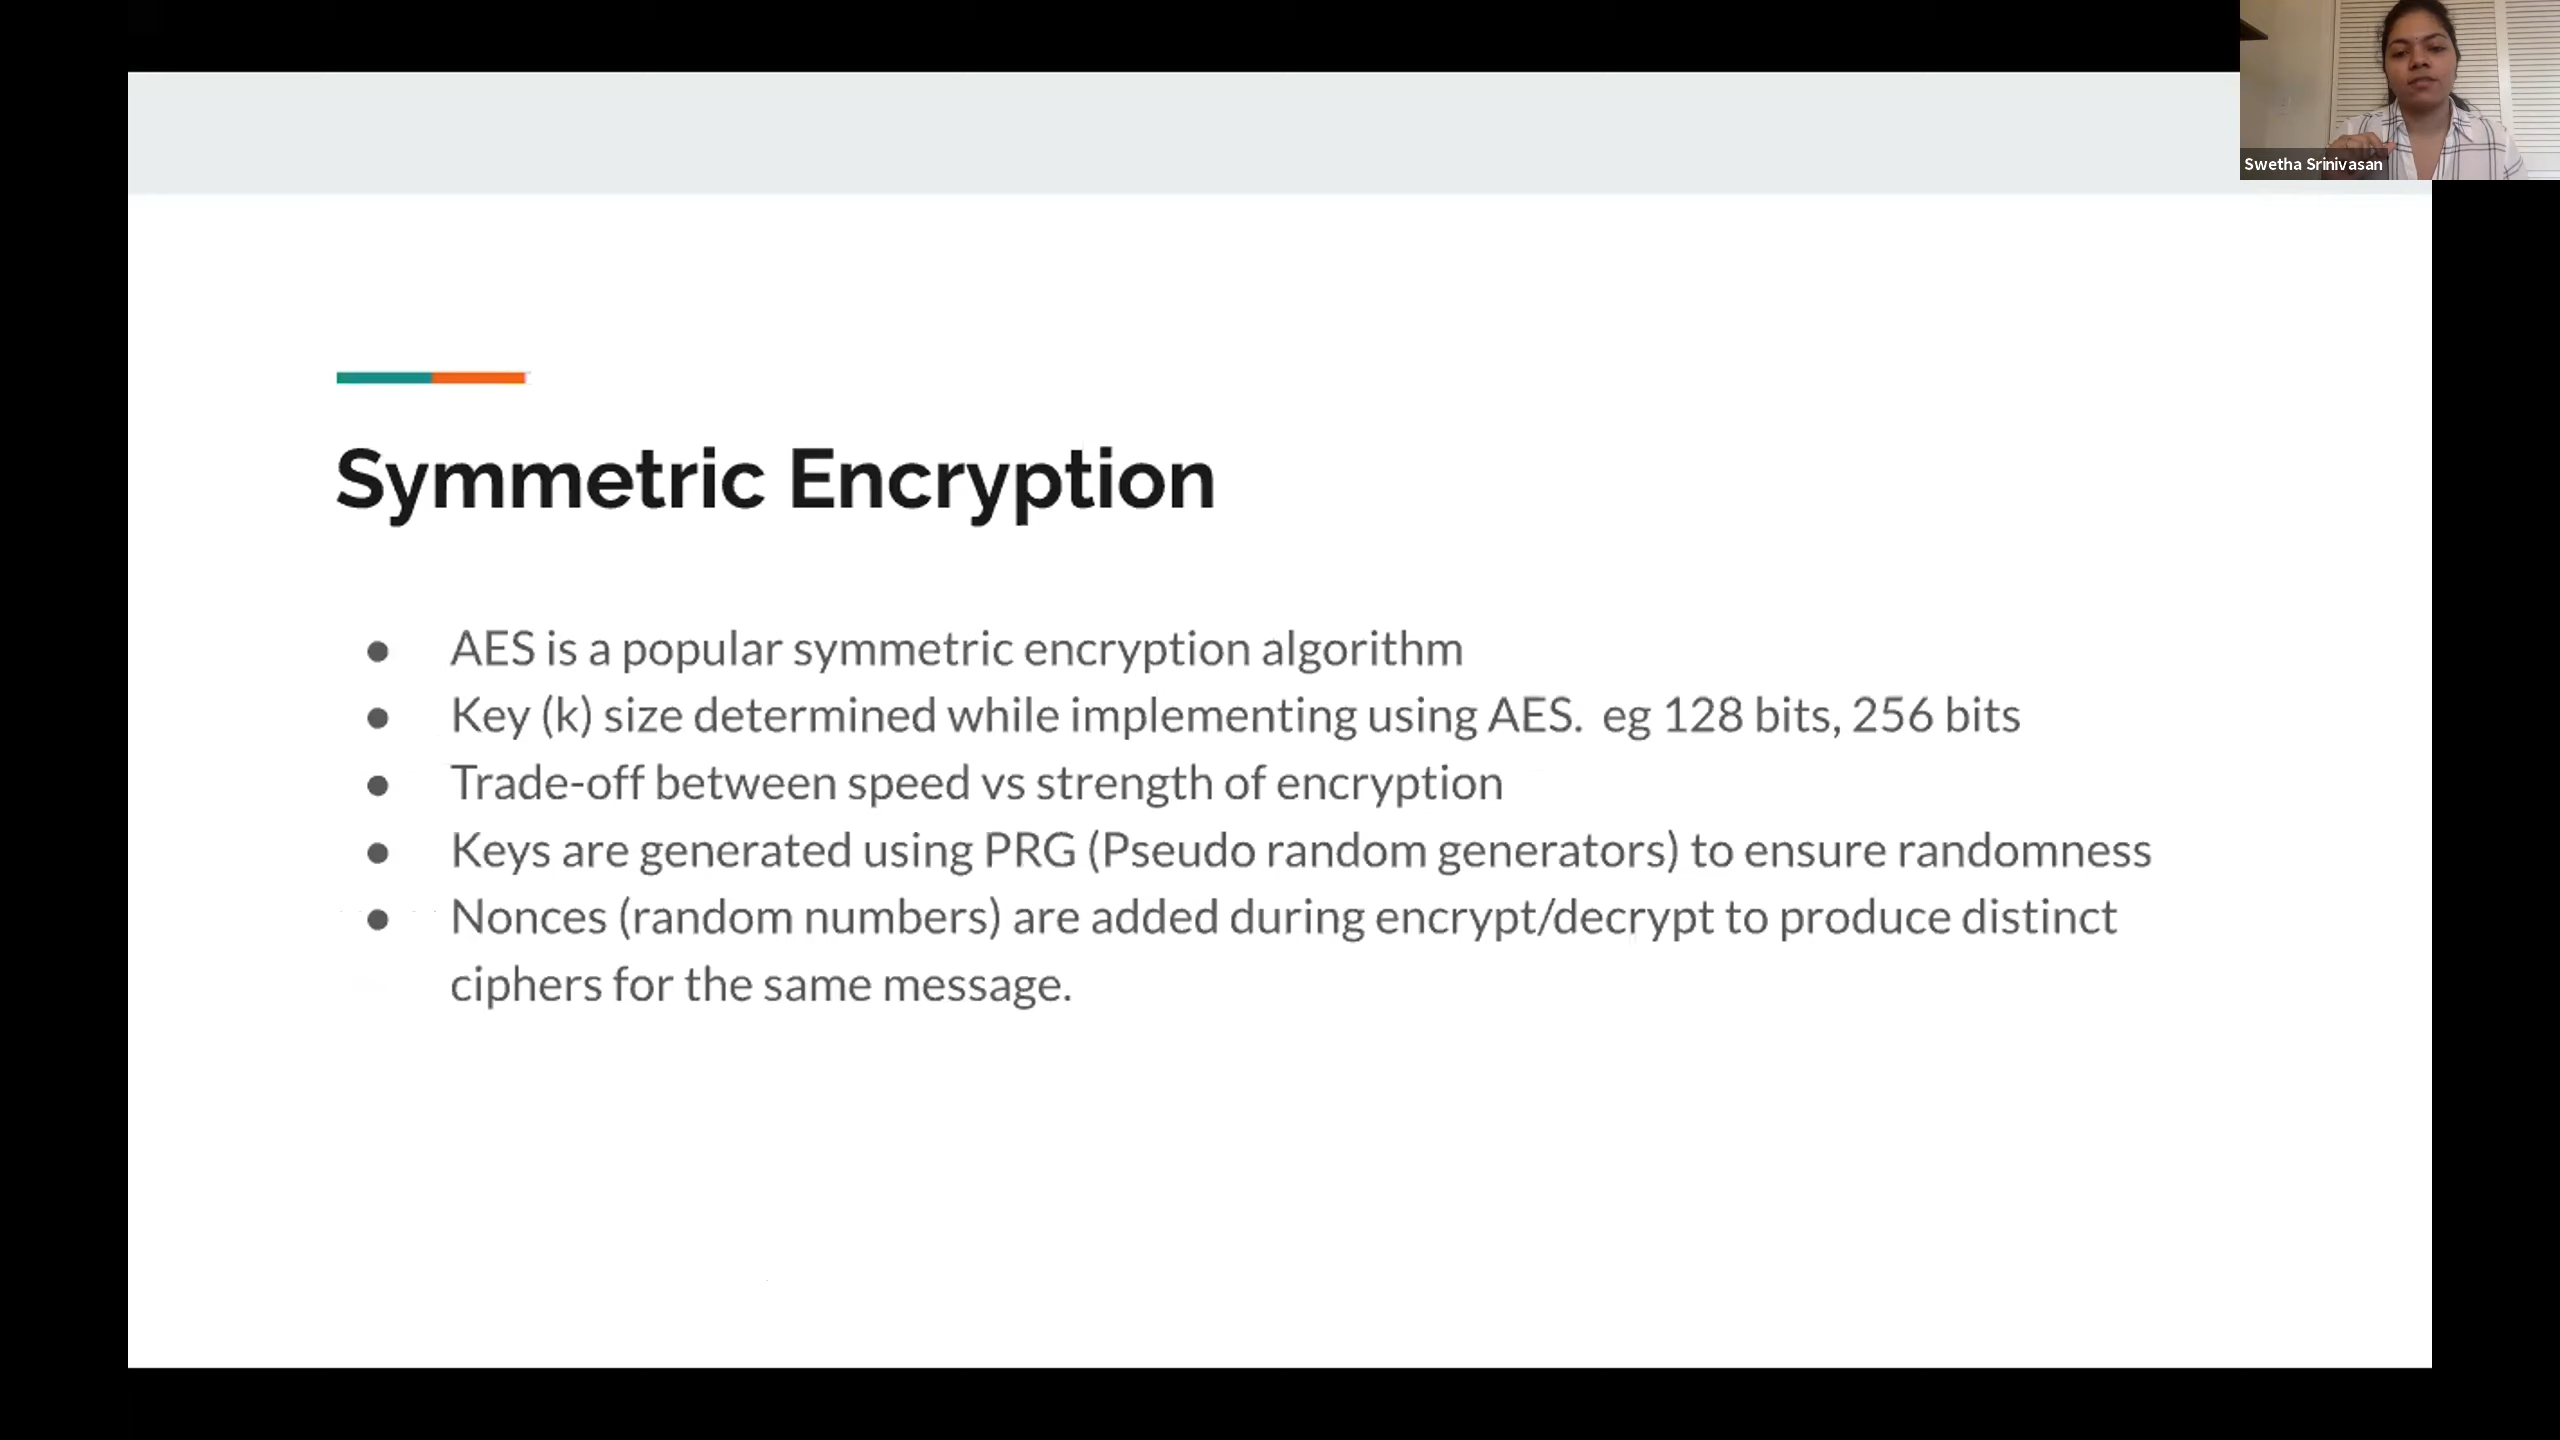 Swetha Srinivasan
Symmetric Encryption
● AES is a popular symmetric encryption algorithm
● Key (k) size determined while implementing using AES.  eg 128 bits, 256 bits
● Trade-off between speed vs strength of encryption
● Keys are generated using PRG (Pseudo random generators) to ensure randomness
● Nonces (random numbers) are added during encrypt/decrypt to produce distinct
ciphers for the same message.